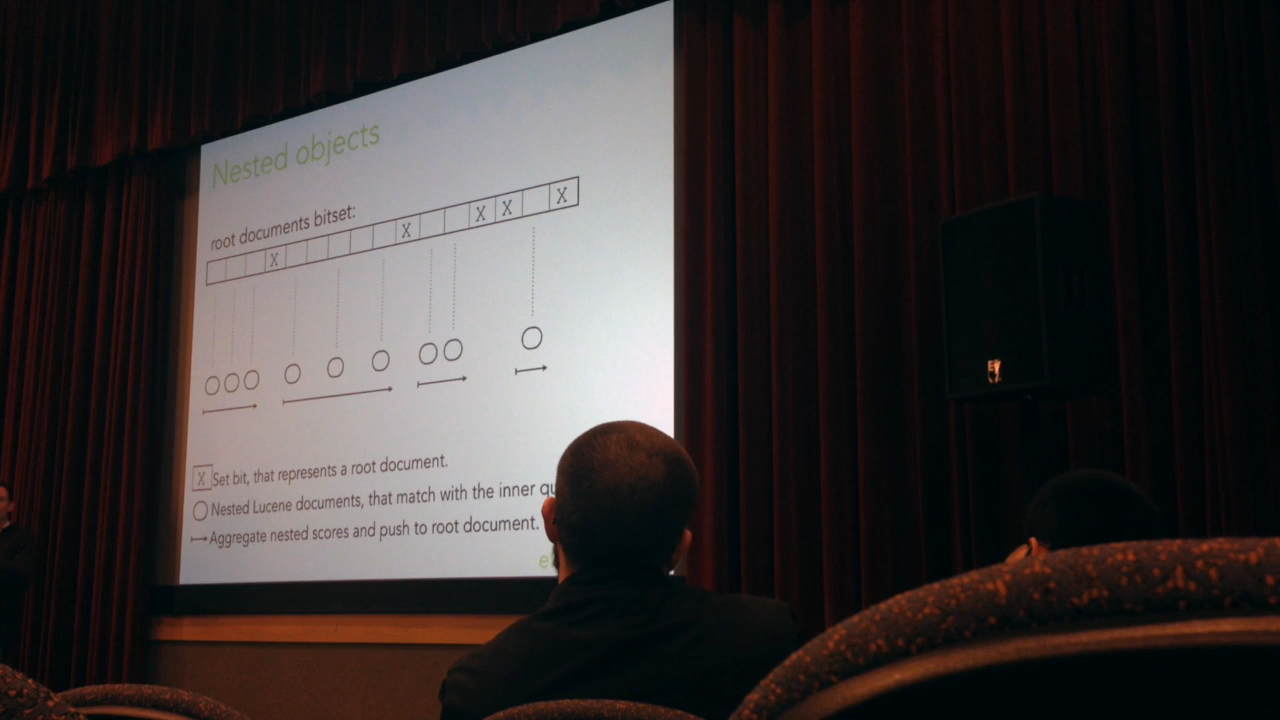 Nested objects
root documents bitset:
X X X X X
X Set bit, that represents a root document.
Nested Lucene documents, that match with the inner
Aggregate nested scores and push to root document.
EV